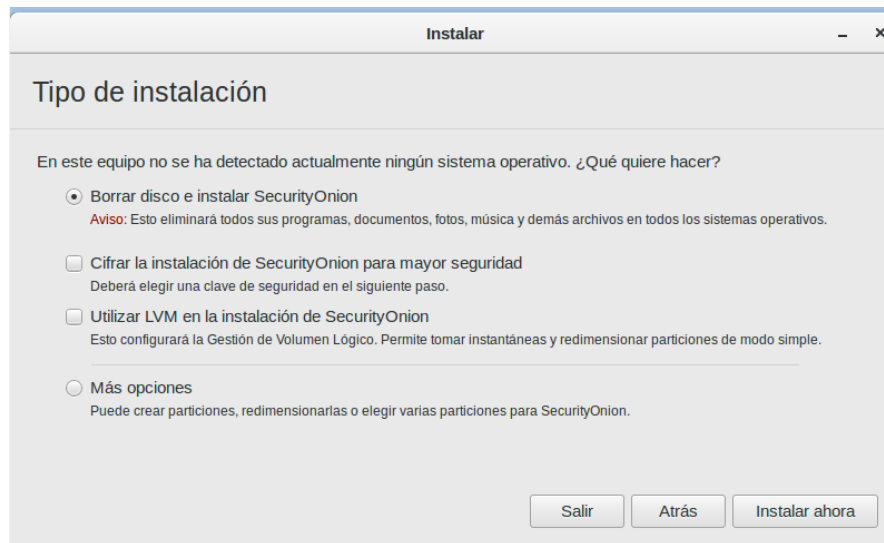 Instalar
Tipo de instalación
En este equipo no se ha detectado actualmente ningún sistema operativo. ¿Qué quiere hacer?
Borrar disco e instalar SecurityOnion
Aviso: Esto eliminará todos sus programas, documentos, fotos, música y demás archivos en todos los sistemas operativos.
Cifrar la instalación de SecurityOnion para mayor seguridad
Deberá elegir una clave de seguridad en el siguiente paso.
Utilizar LVM en la instalación de SecurityOnion
Esto configurará la Gestión de Volumen Lógico. Permite tomar instantáneas y redimensionar particiones de modo simple.
Más opciones
Puede crear particiones, redimensionarlas o elegir varias particiones para SecurityOnion.
Salir Atrás Instalar ahora